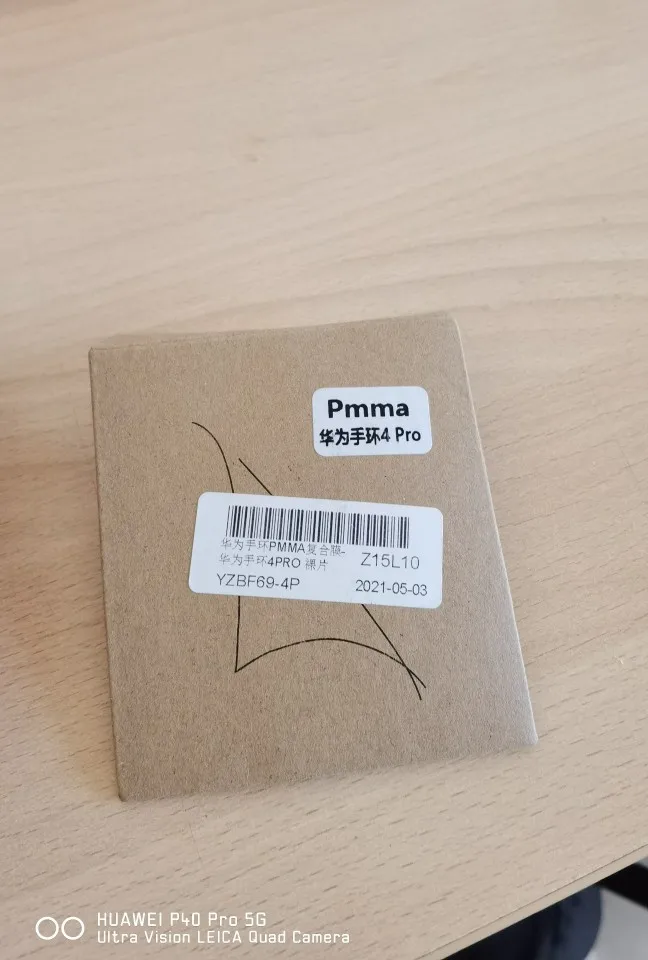 Pmma
华为手环4 Pro
华为手环PMMA复合膜-
华为手环4PRO 裸片
Z15L10
YZBF69-4P
2021-05-03
HUAWEI P40 Pro 5G
Ultra Vision LEICA Quad Camera